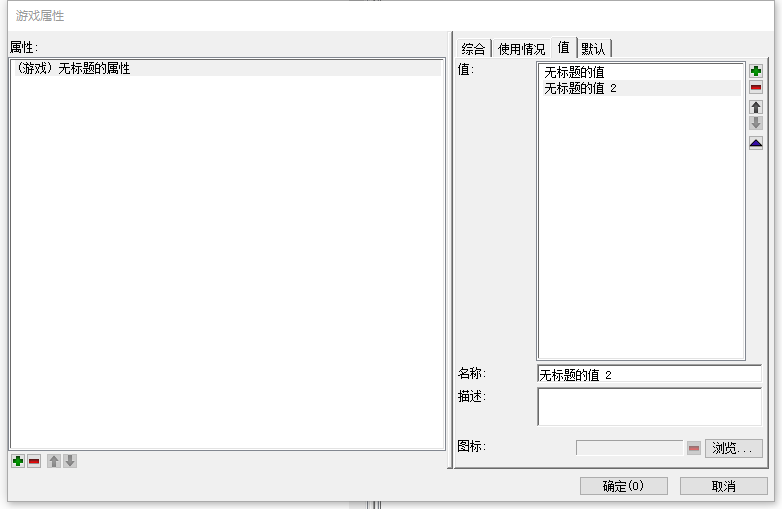 游戏属性
属性:
(游戏) 无标题的属性
综合 使用情况 值 默认
值:
无标题的值
无标题的值 2
名称:
无标题的值 2
描述:
图标:
浏览...
确定(O) 取消